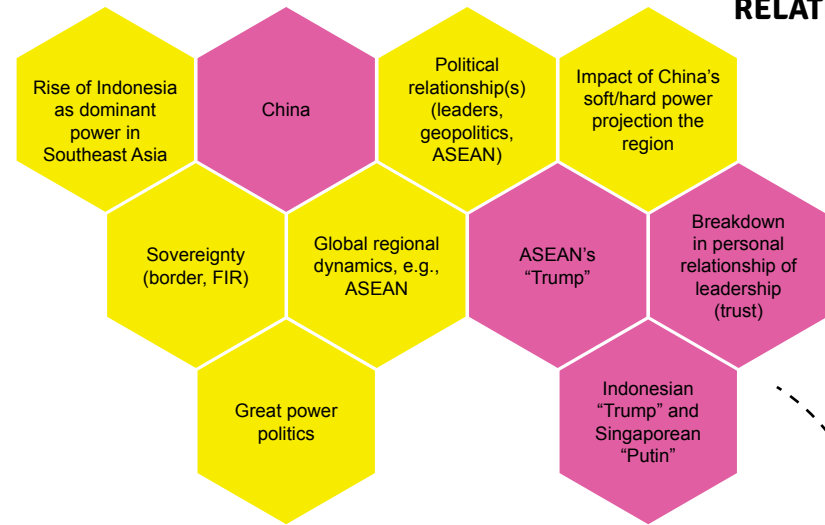 RELAT
Rise of Indonesia
as dominant
power in
Southeast Asia
China
Political
relationship(s)
(leaders,
geopolitics,
ASEAN)
Impact of China’s
soft/hard power
projection the
region
Sovereignty
(border, FIR)
Global regional
dynamics, e.g.,
ASEAN
ASEAN’s
“Trump”
Breakdown
in personal
relationship of
leadership
(trust)
Great power
politics
Indonesian
“Trump” and
Singaporean
“Putin”